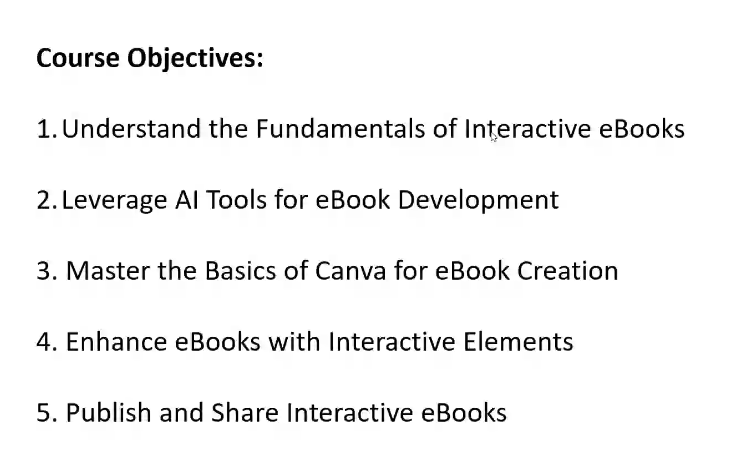 Course Objectives:
1. Understand the Fundamentals of Interactive eBooks
2. Leverage AI Tools for eBook Development
3. Master the Basics of Canva for eBook Creation
4. Enhance eBooks with Interactive Elements
5. Publish and Share Interactive eBooks